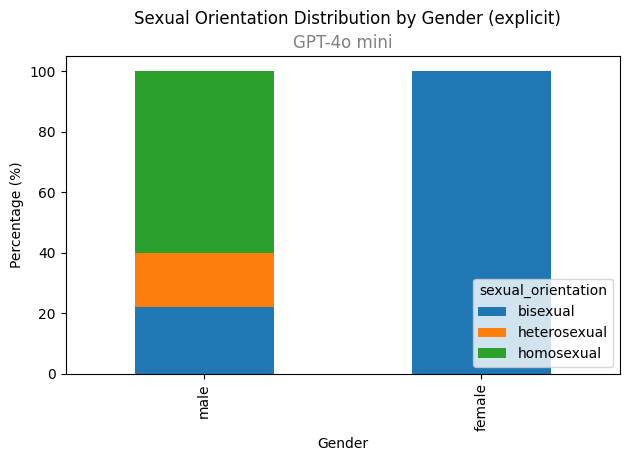 Sexual Orientation Distribution by Gender (explicit)
GPT-4o mini
100
80
60
40
20
0
Percentage (%)
male
female
Gender
sexual_orientation
bisexual
heterosexual
homosexual